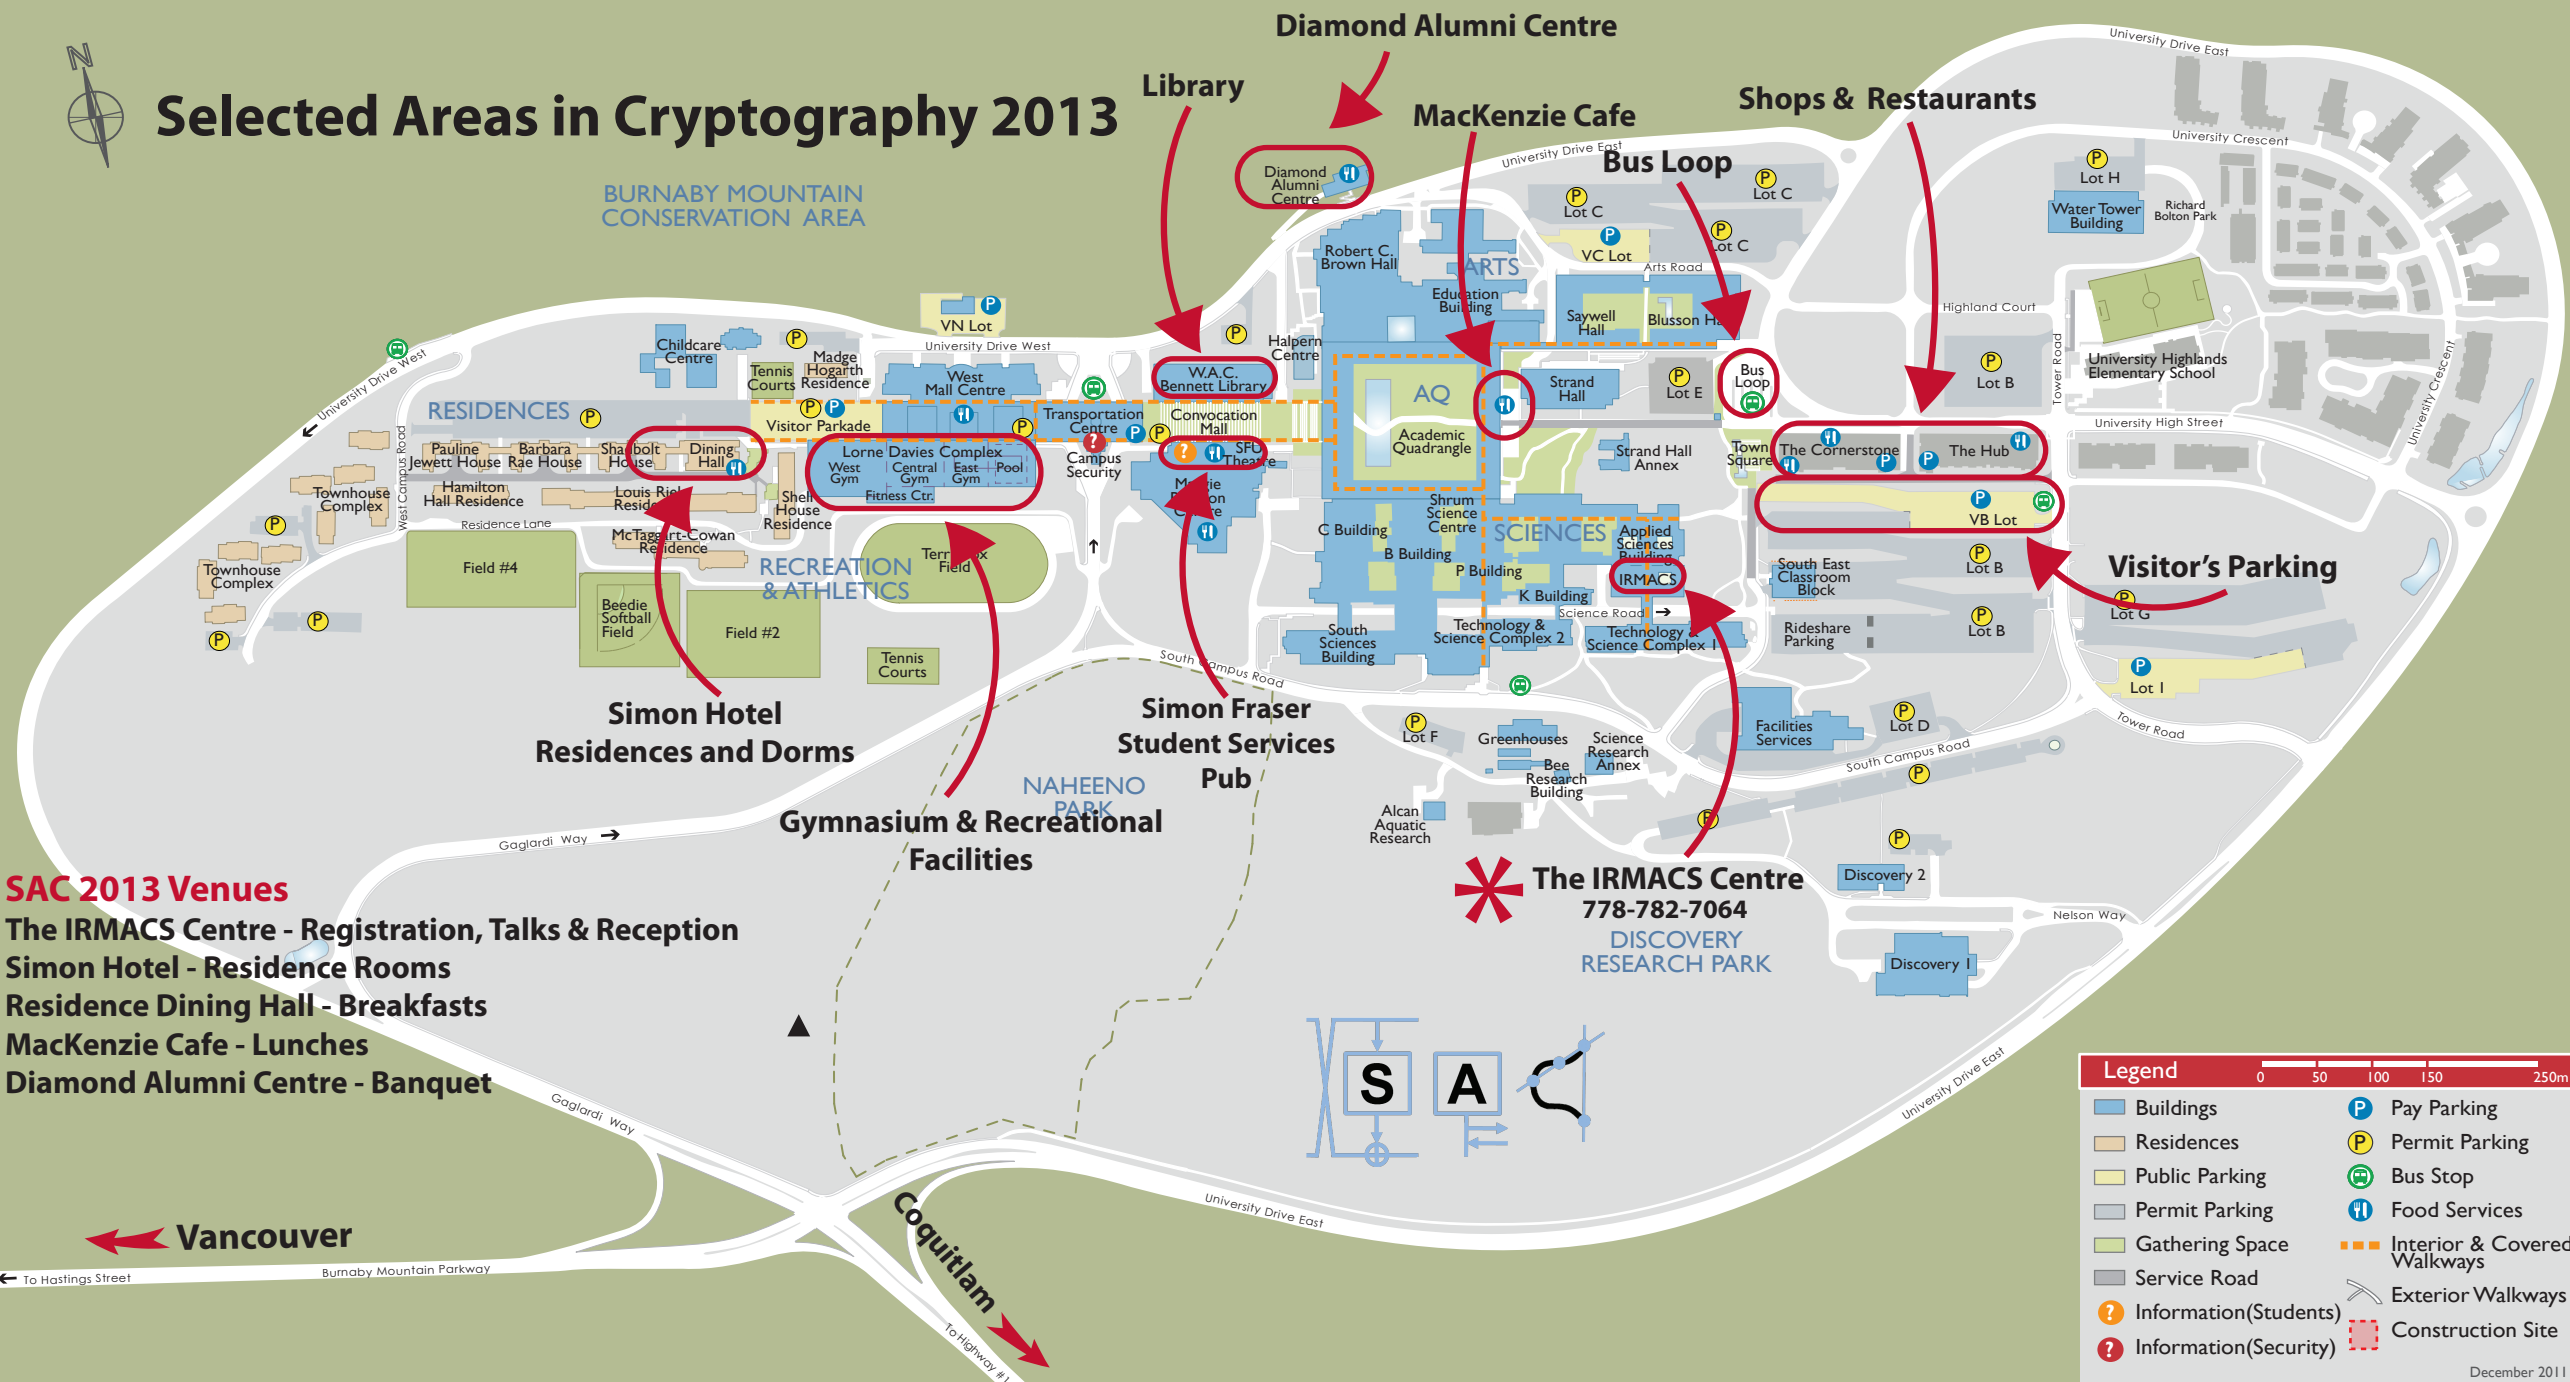 Diamond Alumni Centre
Library
MacKenzie Cafe
Shops & Restaurants
Bus Loop
N
Selected Areas in Cryptography 2013
BURNABY MOUNTAIN
CONSERVATION AREA
University Drive East
University Drive East
University Crescent
Diamond
Alumni
Centre
P
Lot C
P
Lot C
P
Lot C
P
VC Lot
Arts Road
P
Lot H
Water Tower
Building
Richard
Bolton Park
Robert C.
Brown Hall
ARTS
Education
Building
Saywell
Hall
Blusson Ha
Highland Court
Tower Road
University Highlands
Elementary School
University Crescent
University Crescent
P
VN Lot
University Drive West
University Drive West
Childcare
Centre
P
Tennis
Courts
Madge
Hogarth
Residence
West
Mall Centre
W.A.C.
Bennett Library
P
Halpern
Centre
AQ
Academic
Quadrangle
Strand
Hall
P
Lot E
Bus
Loop
P
Lot B
University High Street
RESIDENCES
P
P P
Visitor Parkade
P
Transportation
Centre
P P
Convocation
Mall
?
Campus
Security
? SFU
Theatre
West Campus Road
Pauline
Jewett House
Barbara
Rae House
Shadbolt
House
Dining
Hall
Lorne Davies Complex
West
Gym
Central
Gym
East
Gym
Pool
Fitness Ctr.
Strand Hall
Annex
Town
Square
The Cornerstone
P
P
The Hub
P
VB Lot
Townhouse
Complex
Hamilton
Hall Residence
Louis Riel
Shell
House
Residence
Residence Lane
McTaggart-Cowan
Residence
Field #4
Beedie
Softball
Field
Field #2
Field
RECREATION
& ATHLETICS
Tennis
Courts
P
Townhouse
Complex
P
P
Shrum
Science
Centre
C Building
B Building
P Building
K Building
SCIENCES
Applied
Sciences
Building
IRMACS
Science Road
South
Sciences
Building
Technology &
Science Complex 2
Technology &
Science Complex 1
P
Lot B
South East
Classroom
Block
P
Lot B
Rideshare
Parking
Visitor's Parking
P
Lot G
P
Lot 1
Tower Road
South Campus Road
Simon Hotel
Residences and Dorms
Simon Fraser
Student Services
Pub
Gymnasium & Recreational
Facilities
NAHEENO
PARK
P
Lot F
Greenhouses
Bee
Research
Building
Science
Research
Annex
Alcan
Aquatic
Research
Facilities
Services
P
Lot D
South Campus Road
P
P
P
Discovery 2
Nelson Way
Discovery 1
Gaglardi Way
The IRMACS Centre
778-782-7064
DISCOVERY
RESEARCH PARK
SAC 2013 Venues
The IRMACS Centre - Registration, Talks & Reception
Simon Hotel - Residence Rooms
Residence Dining Hall - Breakfasts
MacKenzie Cafe - Lunches
Diamond Alumni Centre - Banquet
S A
Gaglardi Way
University Drive East
University Drive East
Coquitlam
Vancouver
To Hastings Street
Burnaby Mountain Parkway
To Highway #1
Legend
0 50 100 150 250m
Buildings
Residences
Public Parking
Permit Parking
Gathering Space
Service Road
? Information(Students)
? Information(Security)
P Pay Parking
P Permit Parking
Bus Stop
Food Services
Interior & Covered
Walkways
Exterior Walkways
Construction Site
December 2011